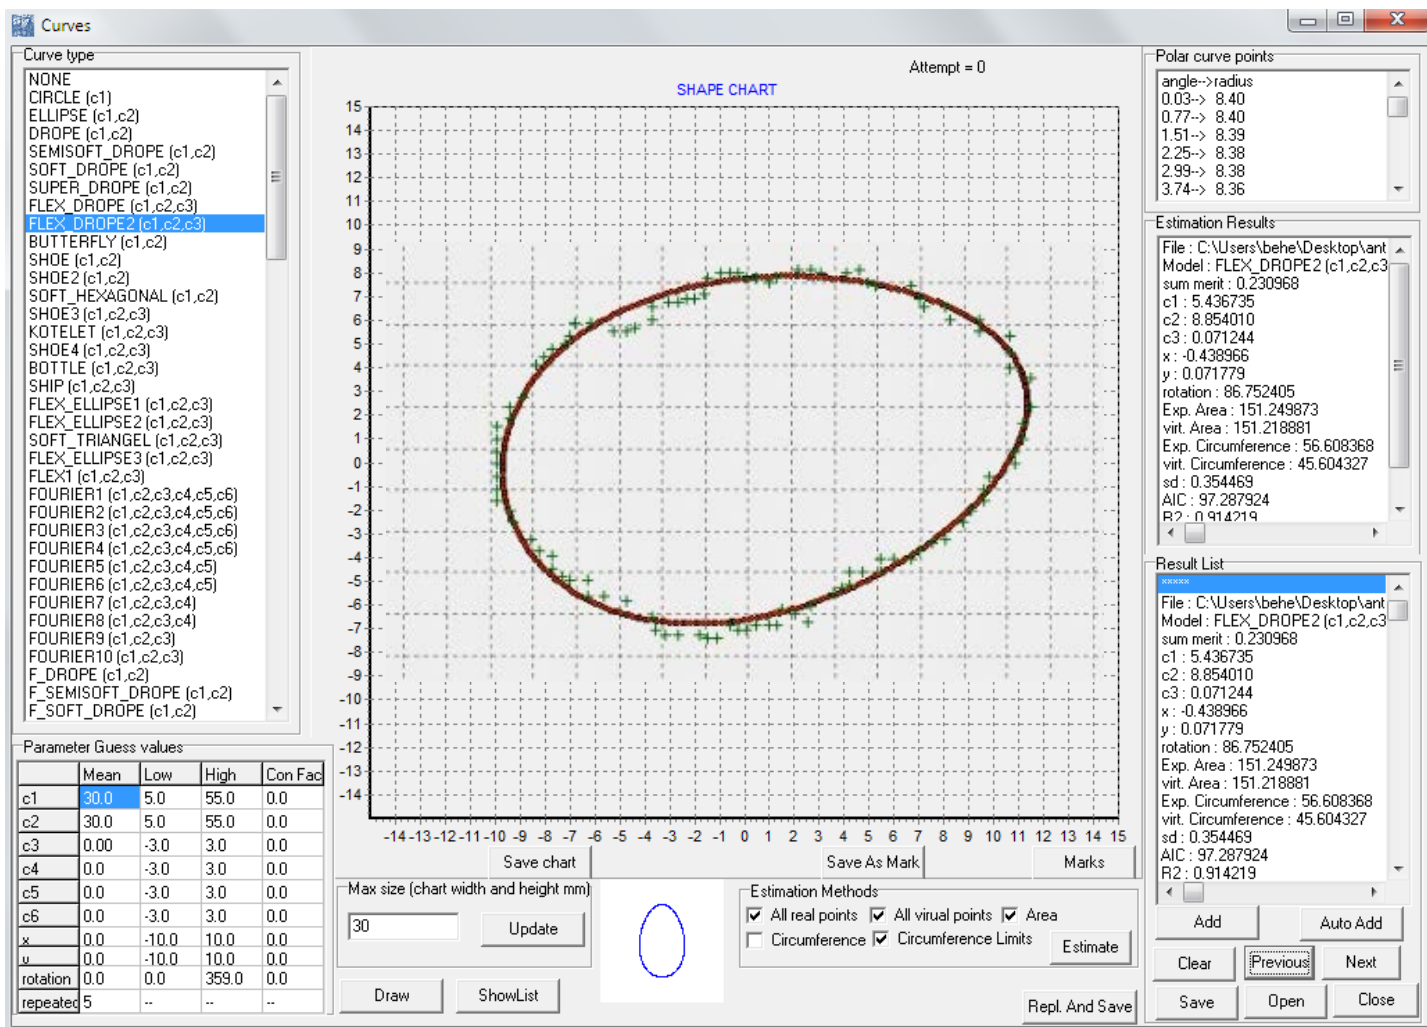 Curves
Curve type
NONE
CIRCLE (c1)
ELLIPSE (c1,c2)
DROPE (c1,c2)
SEMISOFT_DROPE (c1,c2)
SOFT_DROPE (c1,c2)
SUPER_DROPE (c1,c2)
FLEX_DROPE (c1,c2,c3)
FLEX_DROPE2 (c1,c2,c3)
BUTTERFLY (c1,c2)
SHOE (c1,c2)
SHOE2 (c1,c2)
SOFT_HEXAGONAL (c1,c2)
SHOE3 (c1,c2,c3)
KOTELET (c1,c2,c3)
SHOE4 (c1,c2,c3)
BOTTLE (c1,c2,c3)
SHIP (c1,c2,c3)
FLEX_ELLIPSE1 (c1,c2,c3)
FLEX_ELLIPSE2 (c1,c2,c3)
SOFT_TRIANGEL (c1,c2,c3)
FLEX_ELLIPSE3 (c1,c2,c3)
FLEX1 (c1,c2,c3)
FOURIER1 (c1,c2,c3,c4,c5,c6)
FOURIER2 (c1,c2,c3,c4,c5,c6)
FOURIER3 (c1,c2,c3,c4,c5,c6)
FOURIER4 (c1,c2,c3,c4,c5,c6)
FOURIER5 (c1,c2,c3,c4,c5)
FOURIER6 (c1,c2,c3,c4,c5)
FOURIER7 (c1,c2,c3,c4)
FOURIER8 (c1,c2,c3,c4)
FOURIER9 (c1,c2,c3)
FOURIER10 (c1,c2,c3)
F_DROPE (c1,c2)
F_SEMISOFT_DROPE (c1,c2)
F_SOFT_DROPE (c1,c2)
Parameter Guess values
Mean Low High Con Fac
c1 30.0 5.0 55.0 0.0
c2 30.0 5.0 55.0 0.0
c3 0.00 -3.0 3.0 0.0
c4 0.0 -3.0 3.0 0.0
c5 0.0 -3.0 3.0 0.0
c6 0.0 -3.0 3.0 0.0
x 0.0 -10.0 10.0 0.0
y 0.0 -10.0 10.0 0.0
rotation 0.0 0.0 359.0 0.0
repeated 5 -- -- --
Attempt = 0
SHAPE CHART
15
14
13
12
11
10
9
8
7
6
5
4
3
2
1
0
-1
-2
-3
-4
-5
-6
-7
-8
-9
-10
-11
-12
-13
-14
-14 -13 -12 -11 -10 -9 -8 -7 -6 -5 -4 -3 -2 -1 0 1 2 3 4 5 6 7 8 9 10 11 12 13 14 15
Save chart
Save As Mark
Marks
Max size (chart width and height mm)
30
Update
Draw
ShowList
Estimation Methods
All real points All virual points Area
Circumference Circumference Limits
Estimate
Repl. And Save
Polar curve points
angle-->radius
0.03--> 8.40
0.77--> 8.40
1.51--> 8.39
2.25--> 8.38
2.99--> 8.38
3.74--> 8.36
Estimation Results
File : C:\Users\behe\Desktop\ant
Model : FLEX_DROPE2 (c1,c2,c3
sum merit : 0.230968
c1 : 5.436735
c2 : 8.854010
c3 : 0.071244
x : -0.438966
y : 0.071779
rotation : 86.752405
Exp. Area : 151.249873
virt. Area : 151.218881
Exp. Circumference : 56.608368
virt. Circumference : 45.604327
sd : 0.354469
AIC : 97.287924
R2 : 0.914219
Result List
*****
File : C:\Users\behe\Desktop\ant
Model : FLEX_DROPE2 (c1,c2,c3
sum merit : 0.230968
c1 : 5.436735
c2 : 8.854010
c3 : 0.071244
x : -0.438966
y : 0.071779
rotation : 86.752405
Exp. Area : 151.249873
virt. Area : 151.218881
Exp. Circumference : 56.608368
virt. Circumference : 45.604327
sd : 0.354469
AIC : 97.287924
R2 : 0.914219
Add
Auto Add
Clear
Previous
Next
Save
Open
Close